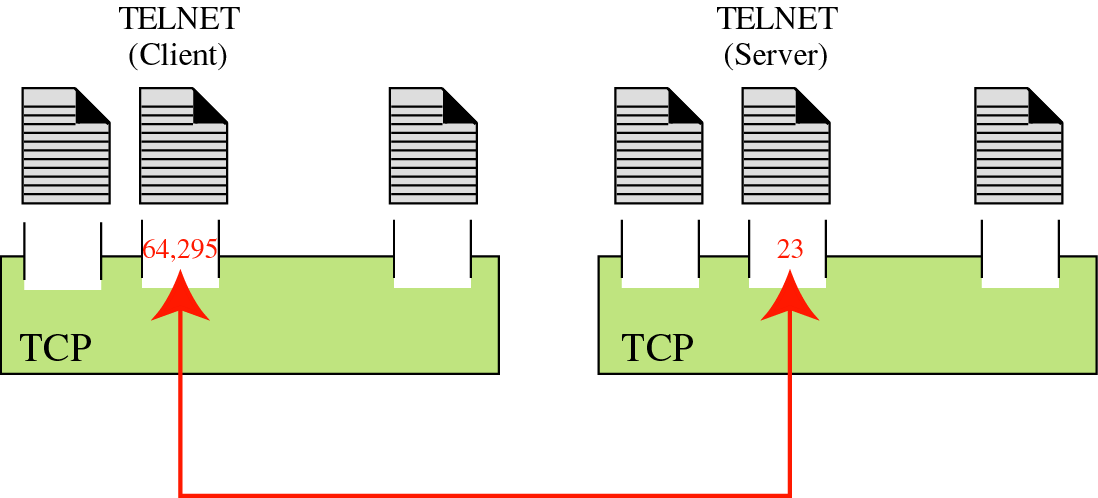 TELNET
(Client)
TELNET
(Server)
64,295
23
TCP
TCP